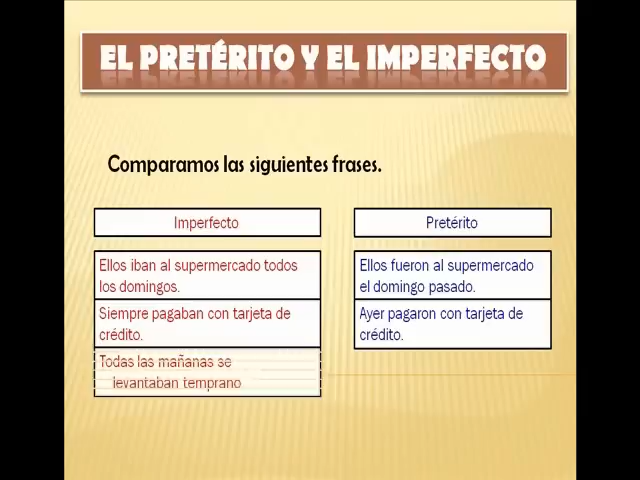 EL PRETÉRITO Y EL IMPERFECTO
Comparamos las siguientes frases.
Imperfecto
Ellos iban al supermercado todos
los domingos.
Siempre pagaban con tarjeta de
crédito.
Todas las mañanas se
levantaban temprano
Pretérito
Ellos fueron al supermercado
el domingo pasado.
Ayer pagaron con tarjeta de
crédito.